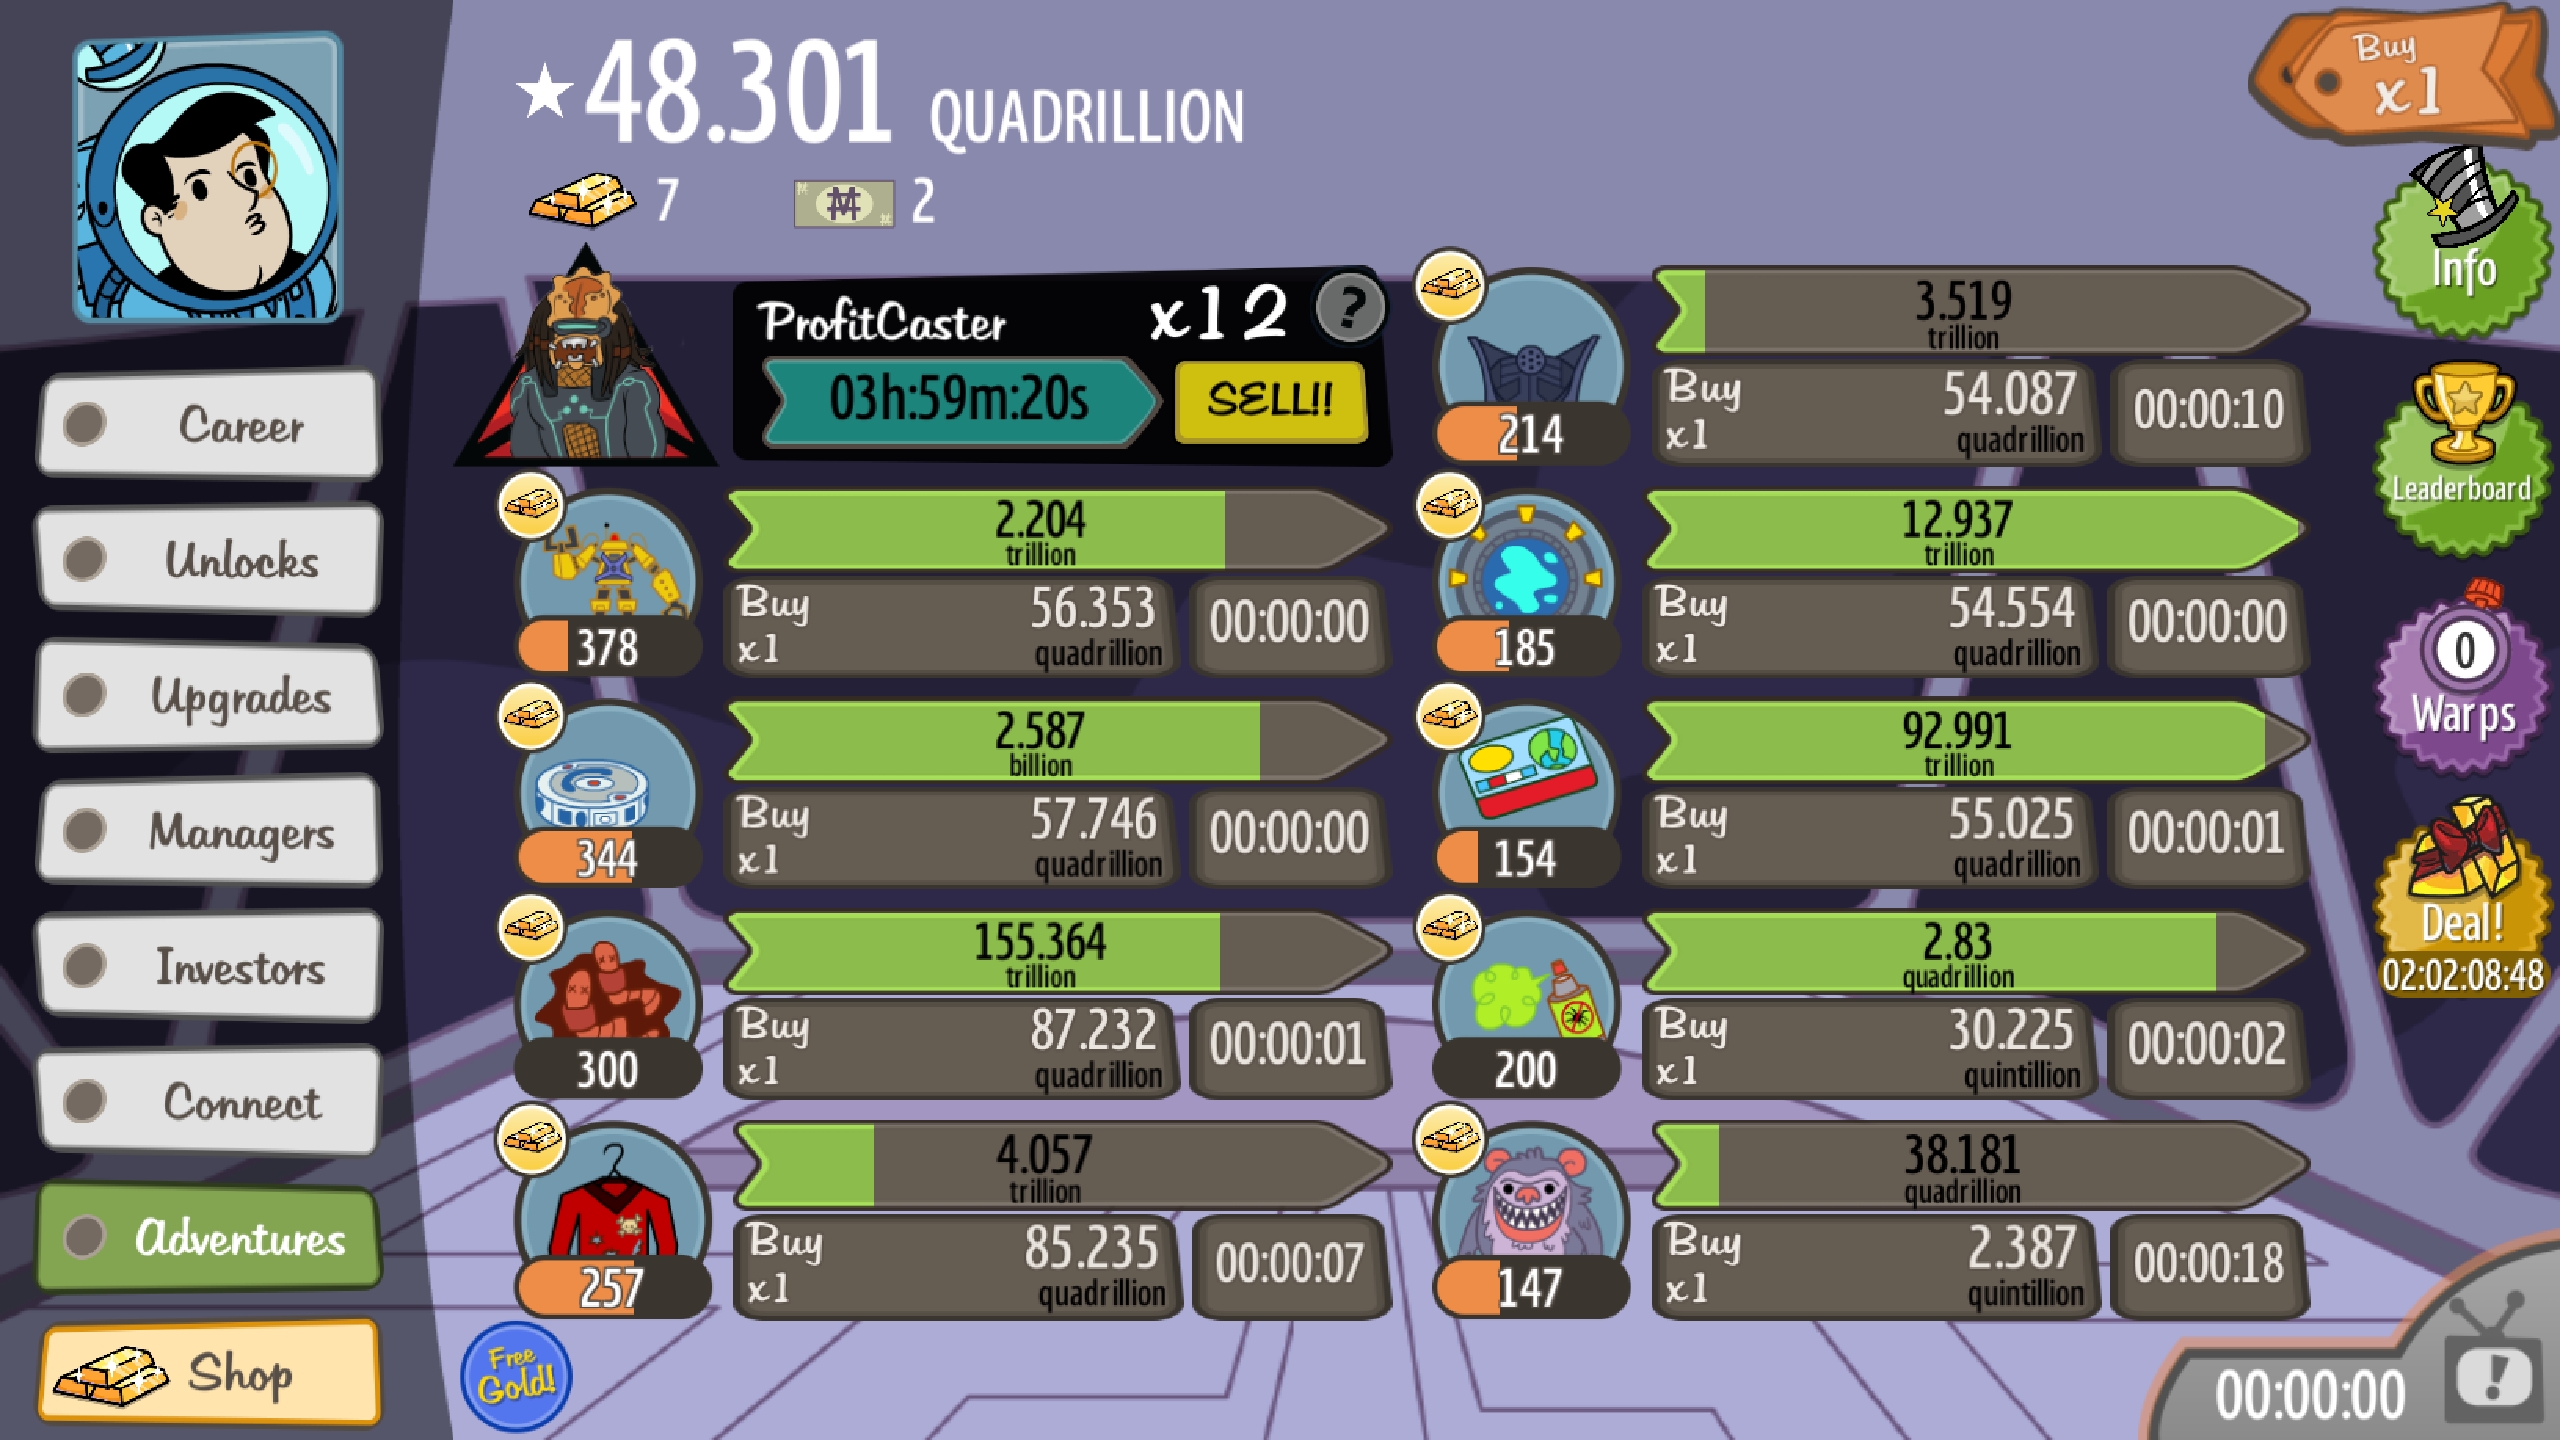 48.301 QUADRILLION
7 2
Buy
x1
Info
Leaderboard
0
Warps
Deal!
02:02:08:48
Career
Unlocks
Upgrades
Managers
Investors
Connect
Adventures
Shop
Free
Gold!
ProfitCaster x12 ?
03h:59m:20s SELL!!
2.204
trillion
378
Buy 56.353
x1 quadrillion
00:00:00
2.587
billion
344
Buy 57.746
x1 quadrillion
00:00:00
155.364
trillion
300
Buy 87.232
x1 quadrillion
00:00:01
4.057
trillion
257
Buy 85.235
x1 quadrillion
00:00:07
3.519
trillion
214
Buy 54.087
x1 quadrillion
00:00:10
12.937
trillion
185
Buy 54.554
x1 quadrillion
00:00:00
92.991
trillion
154
Buy 55.025
x1 quadrillion
00:00:01
2.83
quadrillion
200
Buy 30.225
x1 quintillion
00:00:02
38.181
quadrillion
147
Buy 2.387
x1 quintillion
00:00:18
00:00:00
!